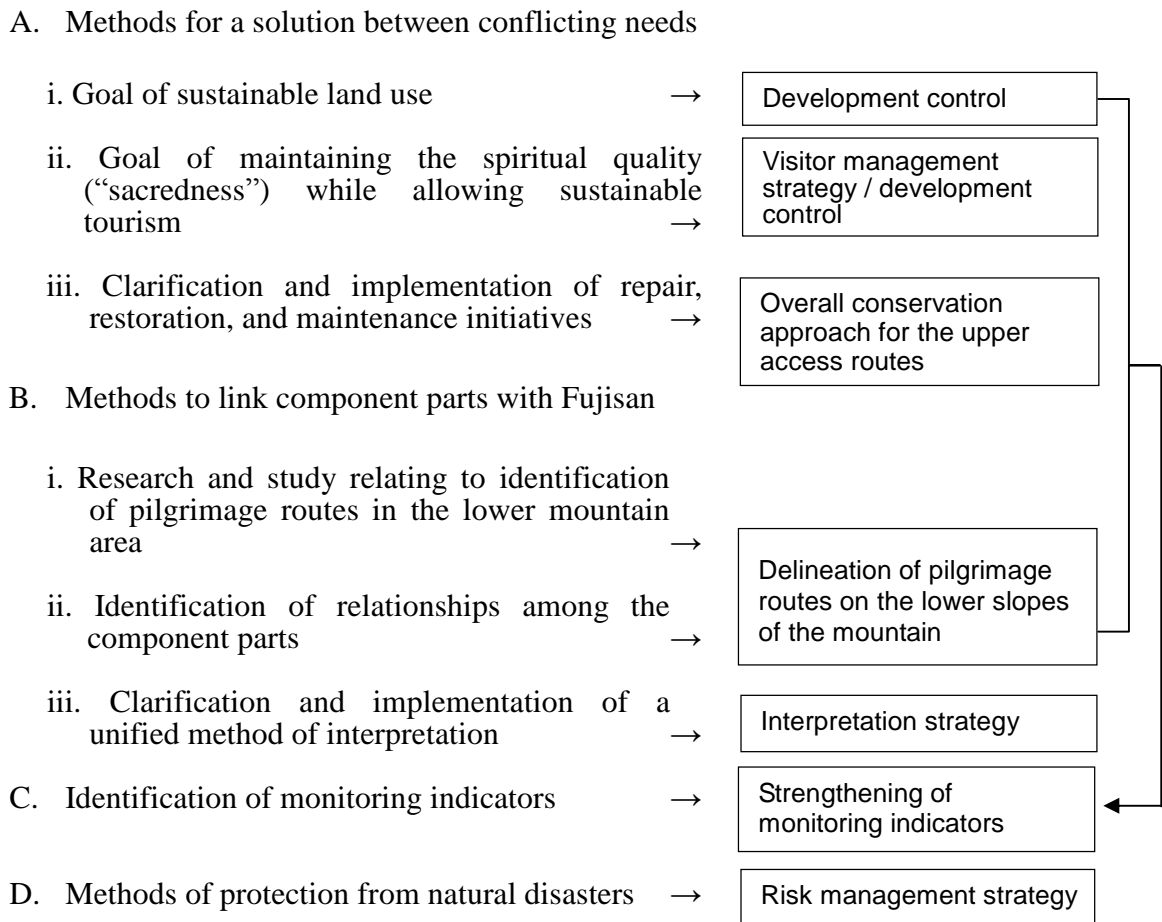 A. Methods for a solution between conflicting needs
i. Goal of sustainable land use →
Development control
ii. Goal of maintaining the spiritual quality
(“sacredness”) while allowing sustainable
tourism →
Visitor management
strategy / development
control
iii. Clarification and implementation of repair,
restoration, and maintenance initiatives →
Overall conservation
approach for the upper
access routes
B. Methods to link component parts with Fujisan
i. Research and study relating to identification
of pilgrimage routes in the lower mountain
area →
ii. Identification of relationships among the
component parts →
Delineation of pilgrimage
routes on the lower slopes
of the mountain
iii. Clarification and implementation of a
unified method of interpretation →
Interpretation strategy
C. Identification of monitoring indicators →
Strengthening of
monitoring indicators
D. Methods of protection from natural disasters →
Risk management strategy